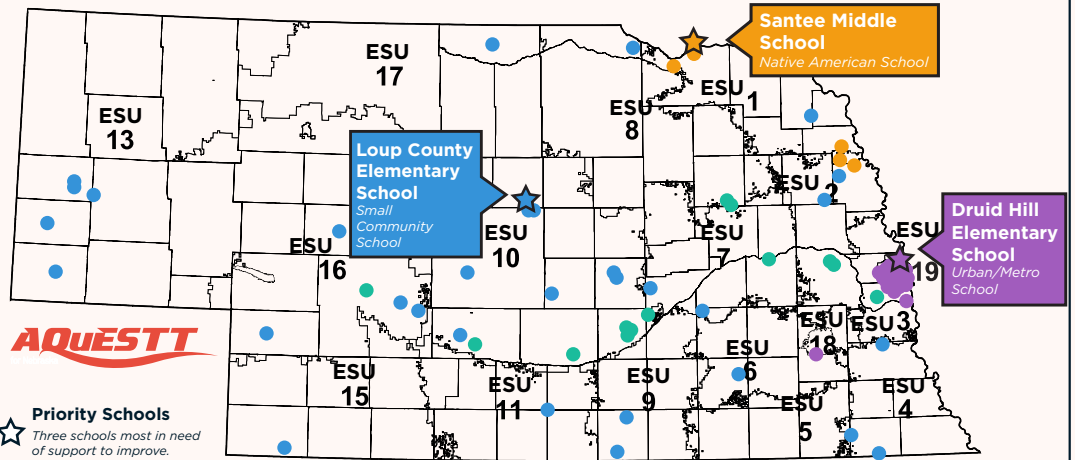 Santee Middle
School
Native American School
ESU
17
ESU
1
ESU
8
ESU
13
Loup County
Elementary
School
Small
Community
School
ESU
2
Druid Hill
Elementary
School
Urban/Metro
School
ESU
10
ESU
16
ESU
7
ESU
19
AQuESTT
ESU
18
ESU
3
ESU
6
ESU
15
ESU
11
ESU
9
ESU
4
ESU
5
Priority Schools
Three schools most in need
of support to improve.